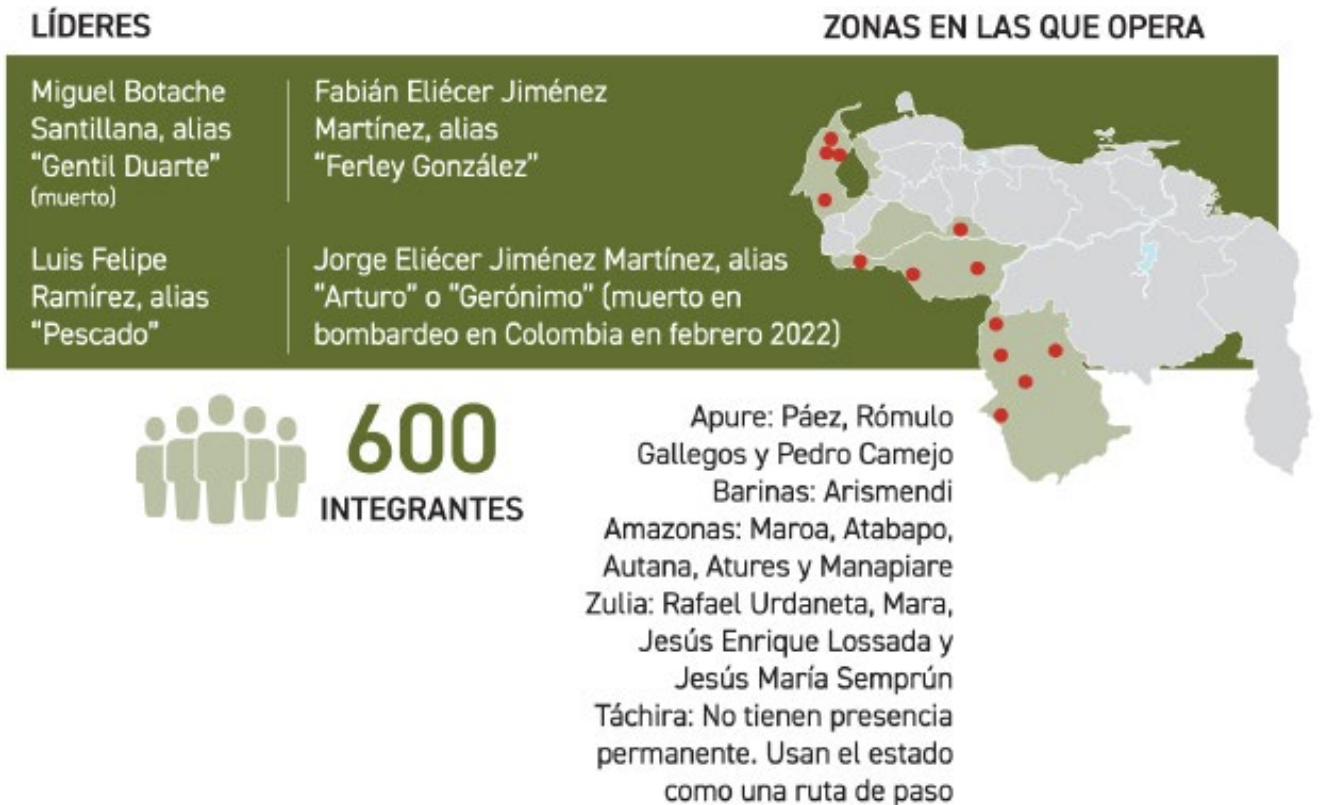 LÍDERES
ZONAS EN LAS QUE OPERA
Miguel Botache
Santillana, alias
"Gentil Duarte"
(muerto)
Fabián Eliécer Jiménez
Martínez, alias
"Ferley González"
Luis Felipe
Ramírez, alias
"Pescado"
Jorge Eliécer Jiménez Martínez, alias
"Arturo" o "Gerónimo" (muerto en
bombardeo en Colombia en febrero 2022)
600
INTEGRANTES
Apure: Páez, Rómulo
Gallegos y Pedro Camejo
Barinas: Arismendi
Amazonas: Maroa, Atabapo,
Autana, Atures y Manapiare
Zulia: Rafael Urdaneta, Mara,
Jesús Enrique Lossada y
Jesús María Semprún
Táchira: No tienen presencia
permanente. Usan el estado
como una ruta de paso